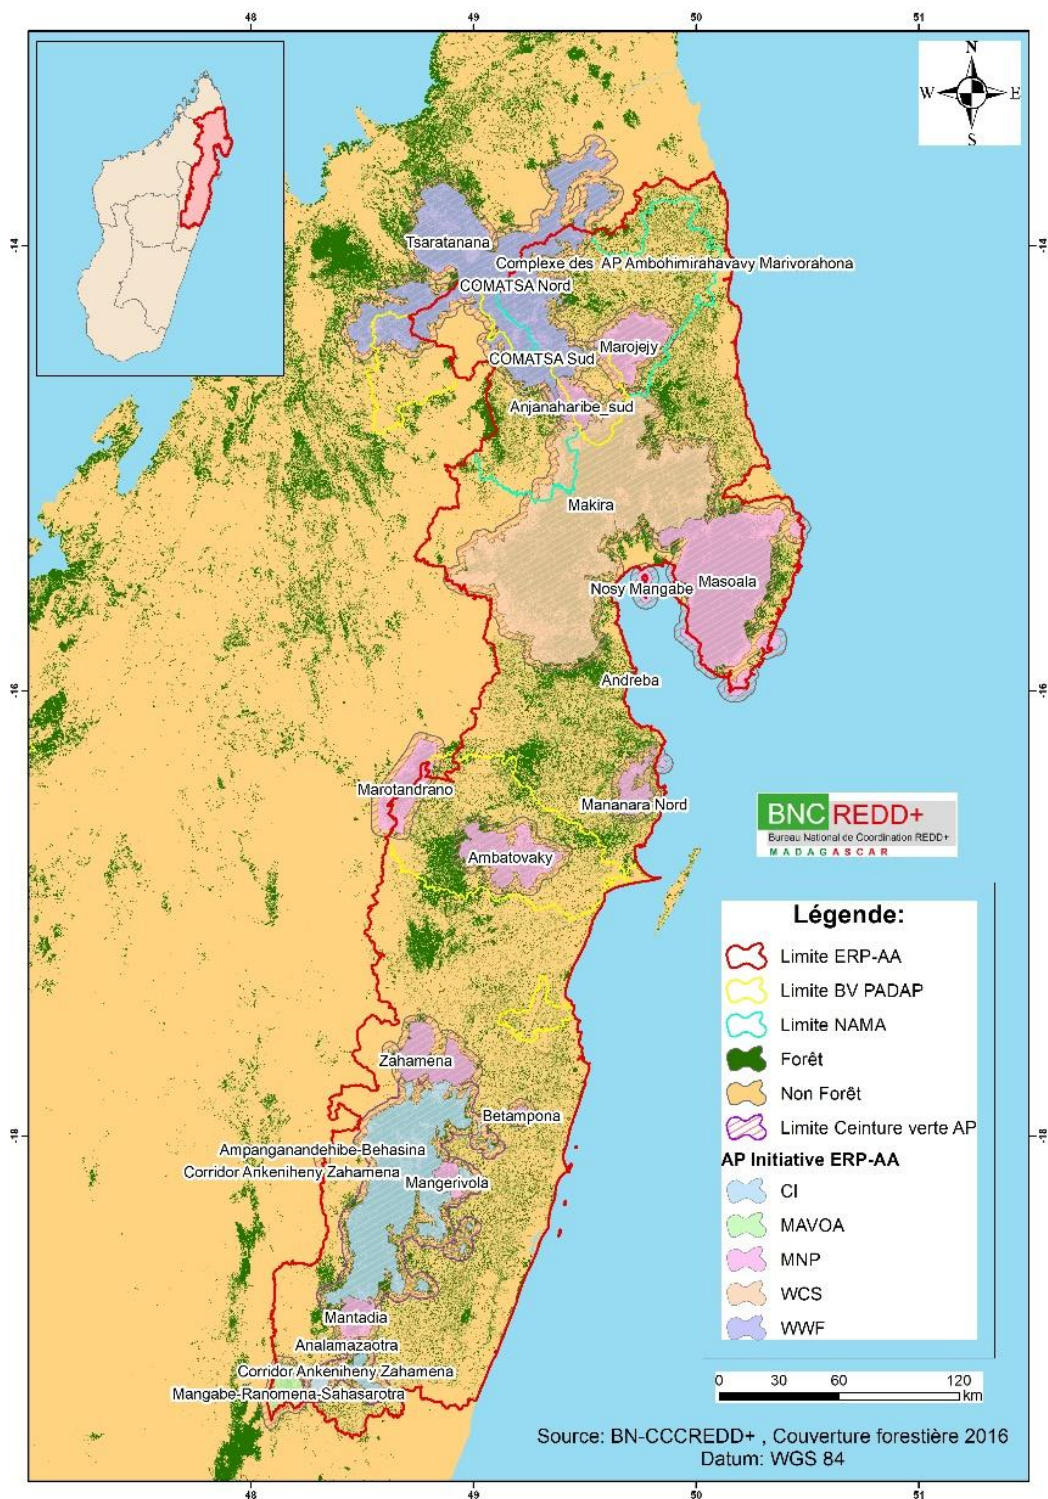 48 49 50 51
N
W E
S
-14 -14
Tsaratanana
Complexe des AP Ambohimirahavavy Marivorahona
COMATSA Nord
Marojejy
COMATSA Sud
Anjanaharibe_sud
Makira
Masoala
Nosy Mangabe
Andreba
-16 -16
Marotandrano
Mananara Nord
Ambatovaky
BNC REDD+
Bureau National de Coordination REDD+
MADAGASCAR
Légende:
Limite ERP-AA
Limite BV PADAP
Limite NAMA
Forêt
Non Forêt
Limite Ceinture verte AP
AP Initiative ERP-AA
CI
MAVOA
MNP
WCS
WWF
Zahamena
Betampona
-18 -18
Ampanganandehibe-Behasina
Corridor Ankeniheny Zahamena
Mangerivola
Mantadia
Analamazaotra
Corridor Ankeniheny Zahamena
Mangabe-Ranomena-Sahasarotra
0 30 60 120
km
Source: BN-CCCREDD+ , Couverture forestière 2016
Datum: WGS 84
48 49 50 51